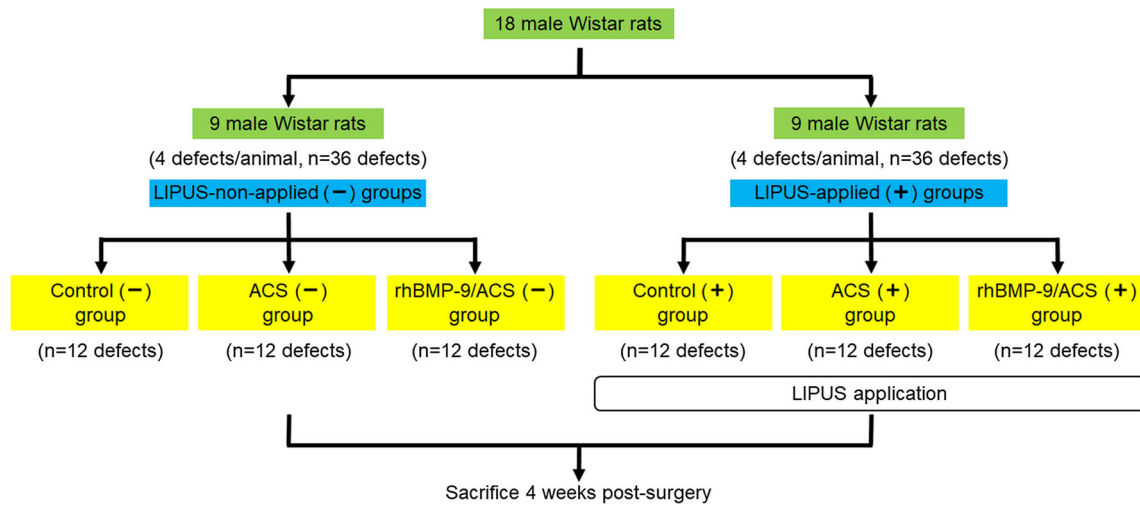 18 male Wistar rats
9 male Wistar rats
9 male Wistar rats
(4 defects/animal, n=36 defects)
(4 defects/animal, n=36 defects)
LIPUS-non-applied (−) groups
LIPUS-applied (+) groups
Control (−)
group
ACS (−)
group
rhBMP-9/ACS (−)
group
Control (+)
group
ACS (+)
group
rhBMP-9/ACS (+)
group
(n=12 defects)
(n=12 defects)
(n=12 defects)
(n=12 defects)
(n=12 defects)
(n=12 defects)
LIPUS application
Sacrifice 4 weeks post-surgery